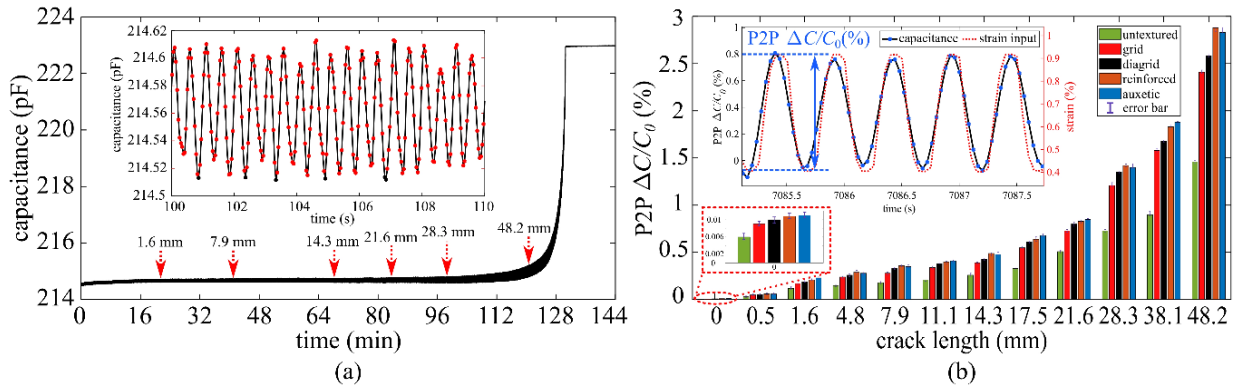 capacitance (pF)
224
222
220
218
216
214
0
16
32
48
64
80
96
112
128
144
time (min)
(a)
1.6 mm
7.9 mm
14.3 mm
21.6 mm
28.3 mm
48.2 mm
capacitance (pF)
214.62
214.6
214.58
214.56
214.54
214.52
214.5
100
102
104
106
108
110
time (s)
P2P ΔC/C₀ (%)
3
2.5
2
1.5
1
0.5
0
0
0.5
1.6
4.8
7.9
11.1
14.3
17.5
21.6
28.3
38.1
48.2
crack length (mm)
(b)
P2P ΔC/C₀(%)
capacitance
strain input
P2P ΔC/C₀ (%)
0.8
0.4
0
1.2
0.8
0.4
0
strain (%)
0.9
0.8
0.7
0.6
0.5
0.4
7085.5
7086
7086.5
7087
7087.5
time (s)
untextured
grid
diagrid
reinforced
auxetic
error bar
0.01
0.006
0.002
0
0